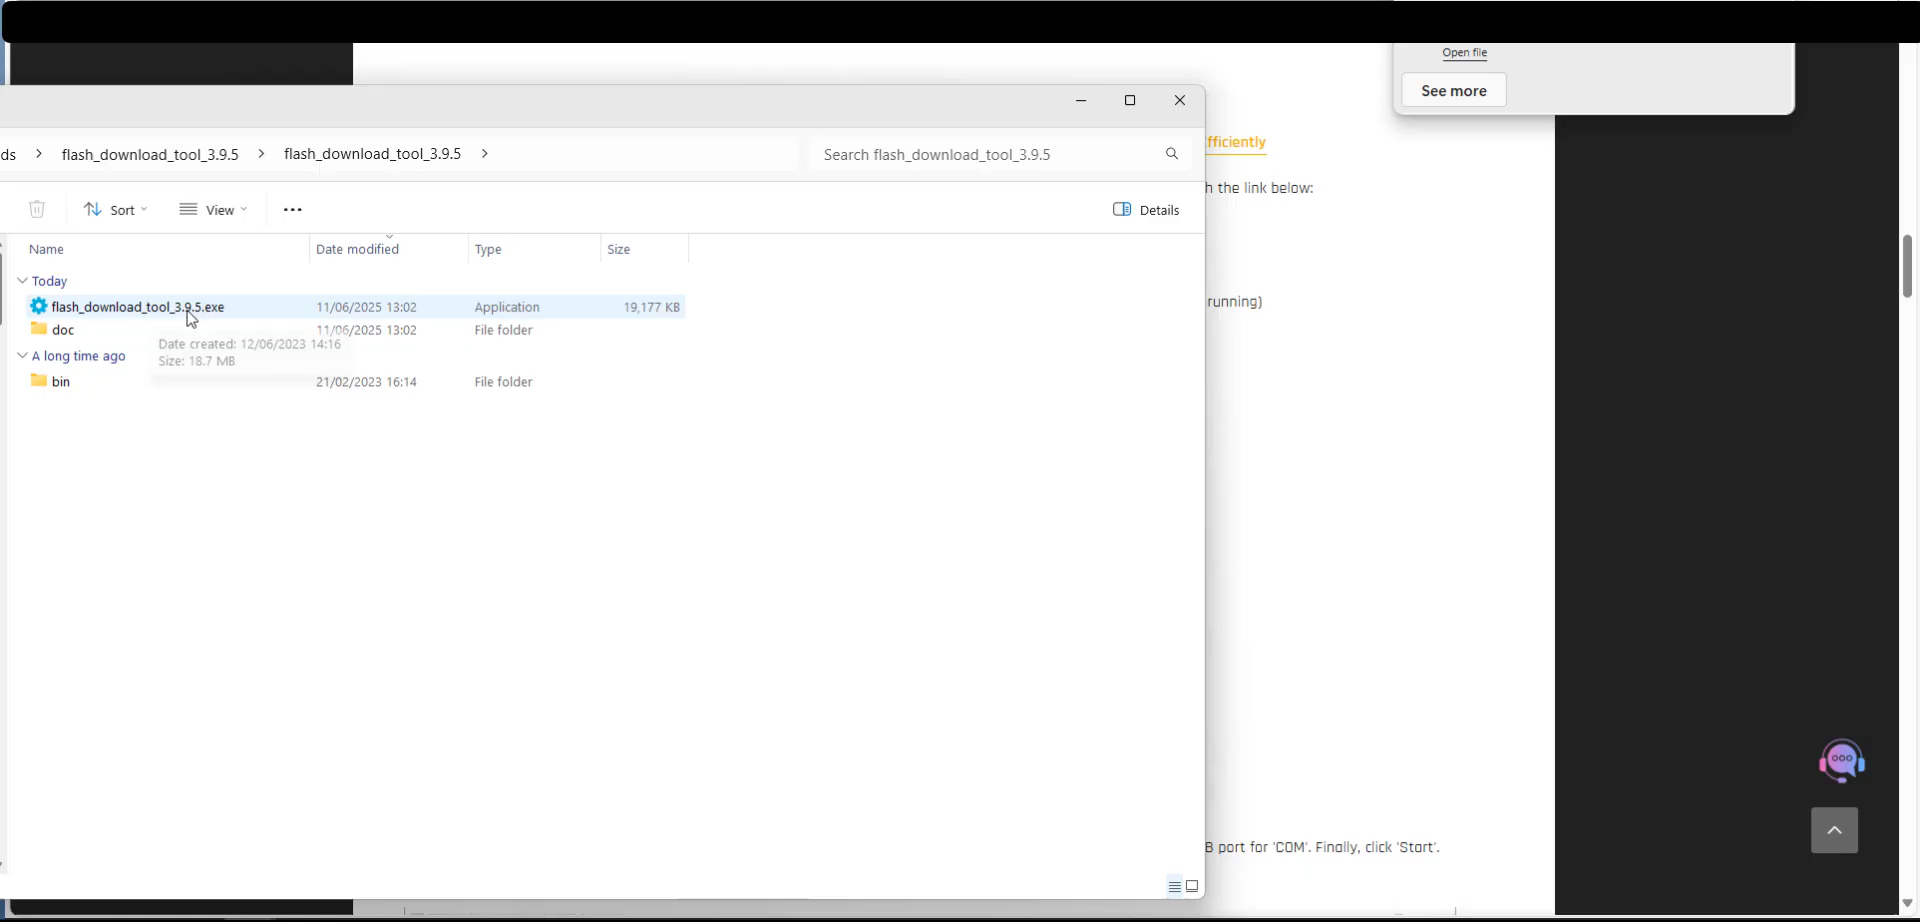 Open file
See more
ds > flash_download_tool_3.9.5 > flash_download_tool_3.9.5 >
Search flash_download_tool_3.9.5
fficiently
h the link below:
Sort
View
Details
Name
Date modified
Type
Size
Today
flash_download_tool_3.9.5.exe 11/06/2025 13:02 Application 19,177 KB
running)
doc 11/06/2025 13:02 File folder
Date created: 12/06/2023 14:16
Size: 18.7 MB
A long time ago
bin 21/02/2023 16:14 File folder
B port for 'COM'. Finally, click 'Start'.